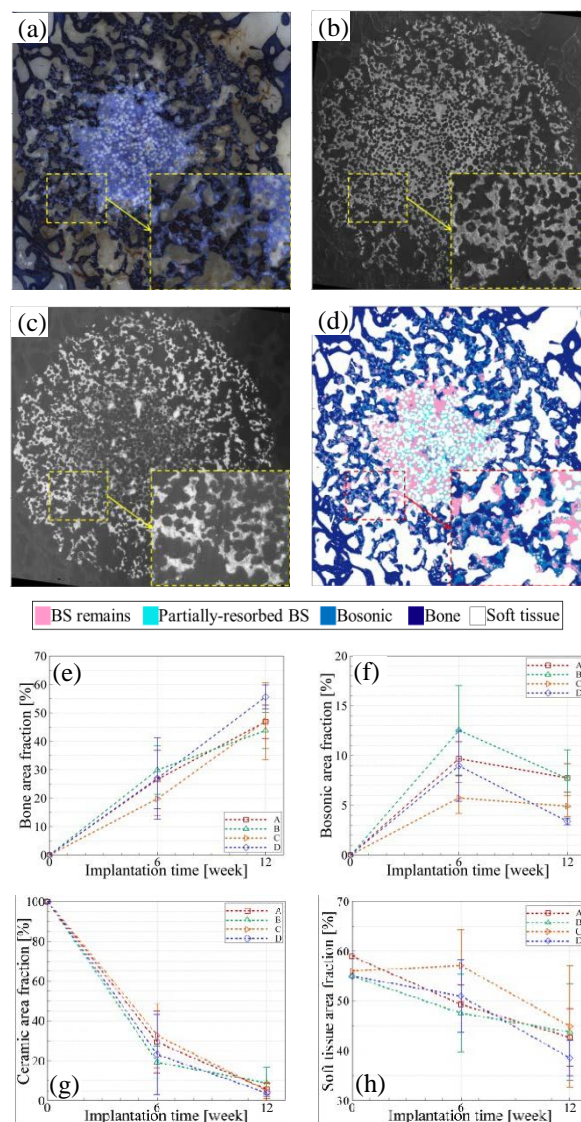 (a) (b)
(c) (d)
BS remains Partially-resorbed BS Bosonic Bone Soft tissue
(e)
Bone area fraction [%]
70
60
50
40
30
20
10
0
0 6 12
Implantation time [week]
A
B
C
D
(f)
Bosonic area fraction [%]
20
15
10
5
0
0 6 12
Implantation time [week]
A
B
C
D
(g)
Ceramic area fraction [%]
100
80
60
40
20
0
0 6 12
Implantation time [week]
A
B
C
D
(h)
Soft tissue area fraction [%]
70
60
50
40
30
0 6 12
Implantation time [week]
A
B
C
D